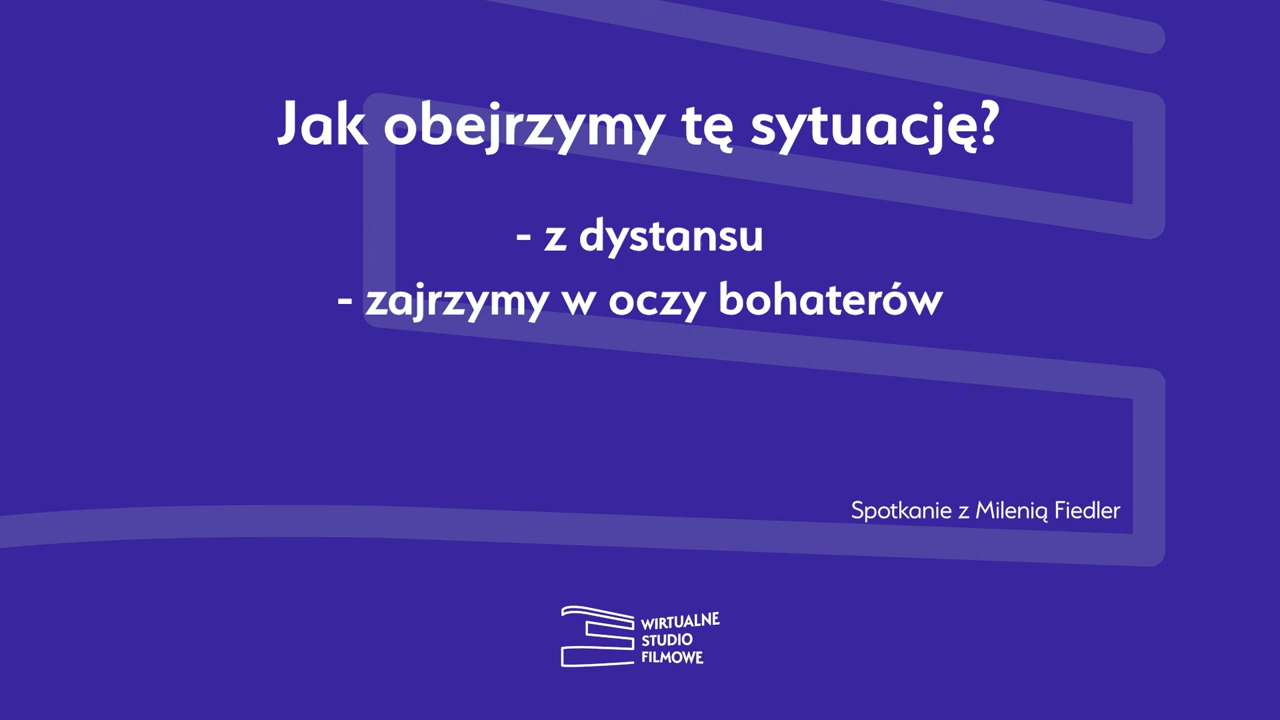 Jak obejrzymy tę sytuację?
- z dystansu
- zajrzymy w oczy bohaterów
Spotkanie z Milenią Fiedler
WIRTUALNE
STUDIO
FILMOWE